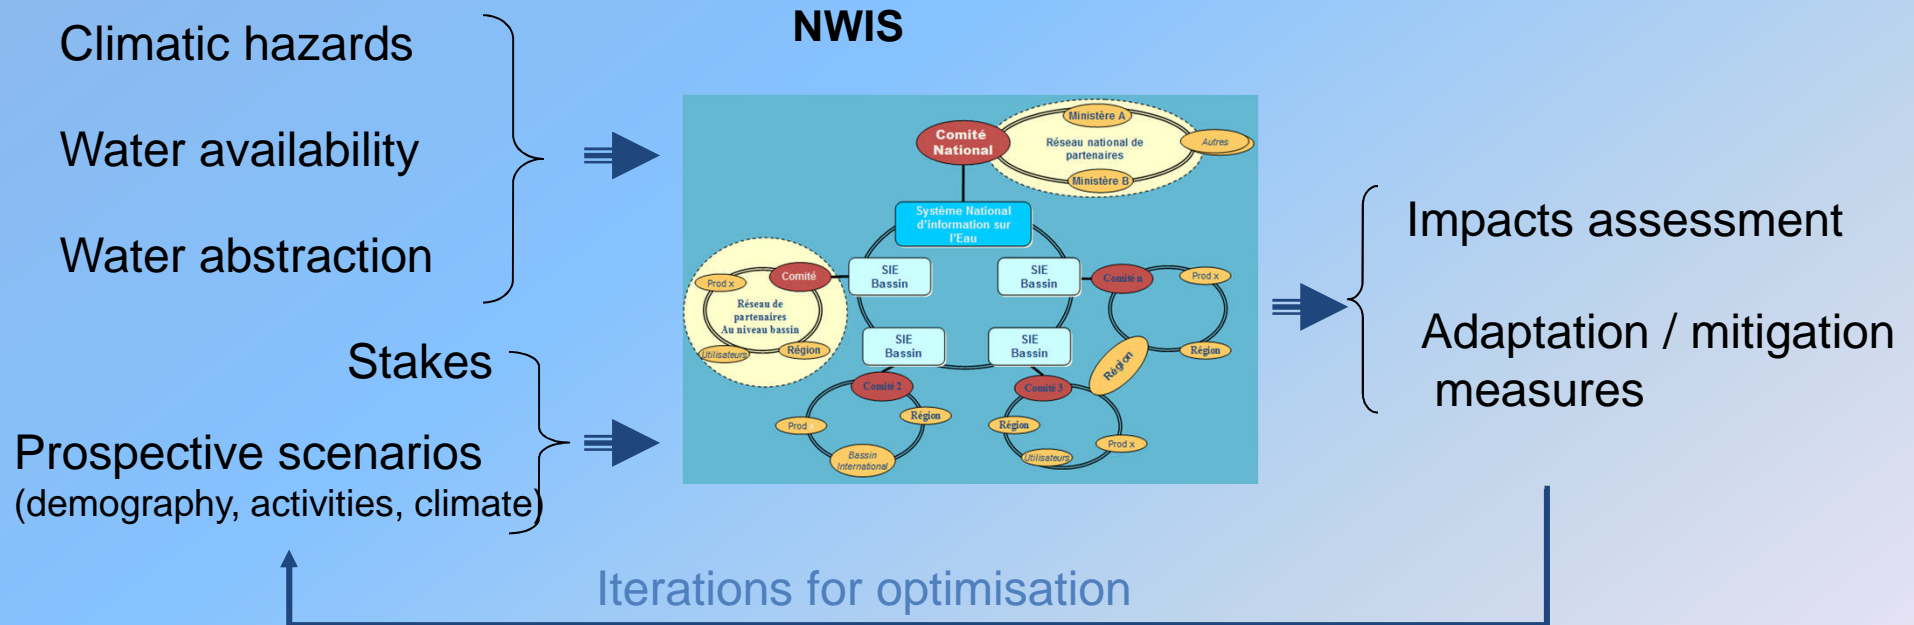 NWIS
Climatic hazards
Water availability
Water abstraction
Stakes
Prospective scenarios
(demography, activities, climate)
Comité
National
Ministère A
Réseau national de
partenaires
Ministère B
Autres
Système National
d'information sur
l'Eau
SIE
Bassin
SIE
Bassin
SIE
Bassin
SIE
Bassin
Comité
Prod x
Réseau de
partenaires
Au niveau bassin
Utilisateurs
Région
Comité n
Prod x
Région
Région
Comité 2
Région
Prod
Bassin
International
Comité 3
Région
Utilisateurs
Prod x
Impacts assessment
Adaptation / mitigation
measures
Iterations for optimisation